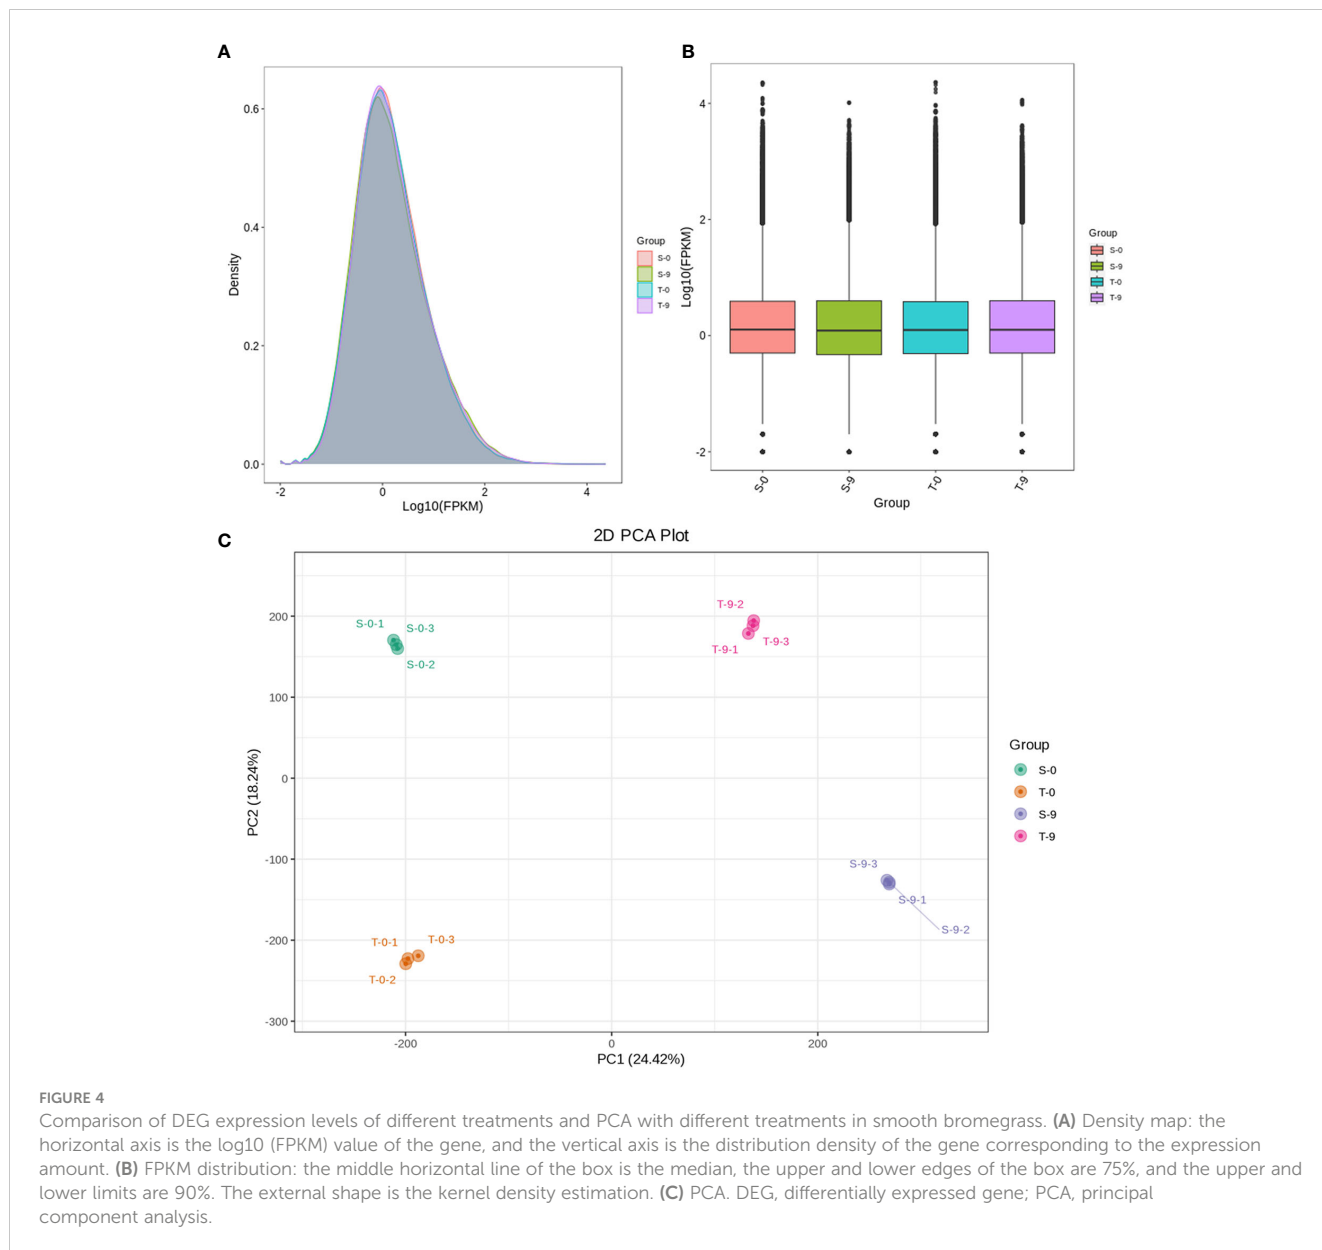 A
0.6
0.4
0.2
0.0
Density
-2
0
2
4
Log10(FPKM)
Group
S-0
S-9
T-0
T-9
B
4
2
0
-2
Log10(FPKM)
S-0
S-9
T-0
T-9
Group
Group
S-0
S-9
T-0
T-9
C
2D PCA Plot
200
100
0
-100
-200
-300
PC2 (18.24%)
S-0-1
S-0-3
S-0-2
T-9-2
T-9-3
T-9-1
S-9-3
S-9-1
S-9-2
T-0-1
T-0-3
T-0-2
-200
0
200
PC1 (24.42%)
Group
S-0
T-0
S-9
T-9
FIGURE 4
Comparison of DEG expression levels of different treatments and PCA with different treatments in smooth bromegrass. (A) Density map: the
horizontal axis is the log10 (FPKM) value of the gene, and the vertical axis is the distribution density of the gene corresponding to the expression
amount. (B) FPKM distribution: the middle horizontal line of the box is the median, the upper and lower edges of the box are 75%, and the upper and
lower limits are 90%. The external shape is the kernel density estimation. (C) PCA. DEG, differentially expressed gene; PCA, principal
component analysis.